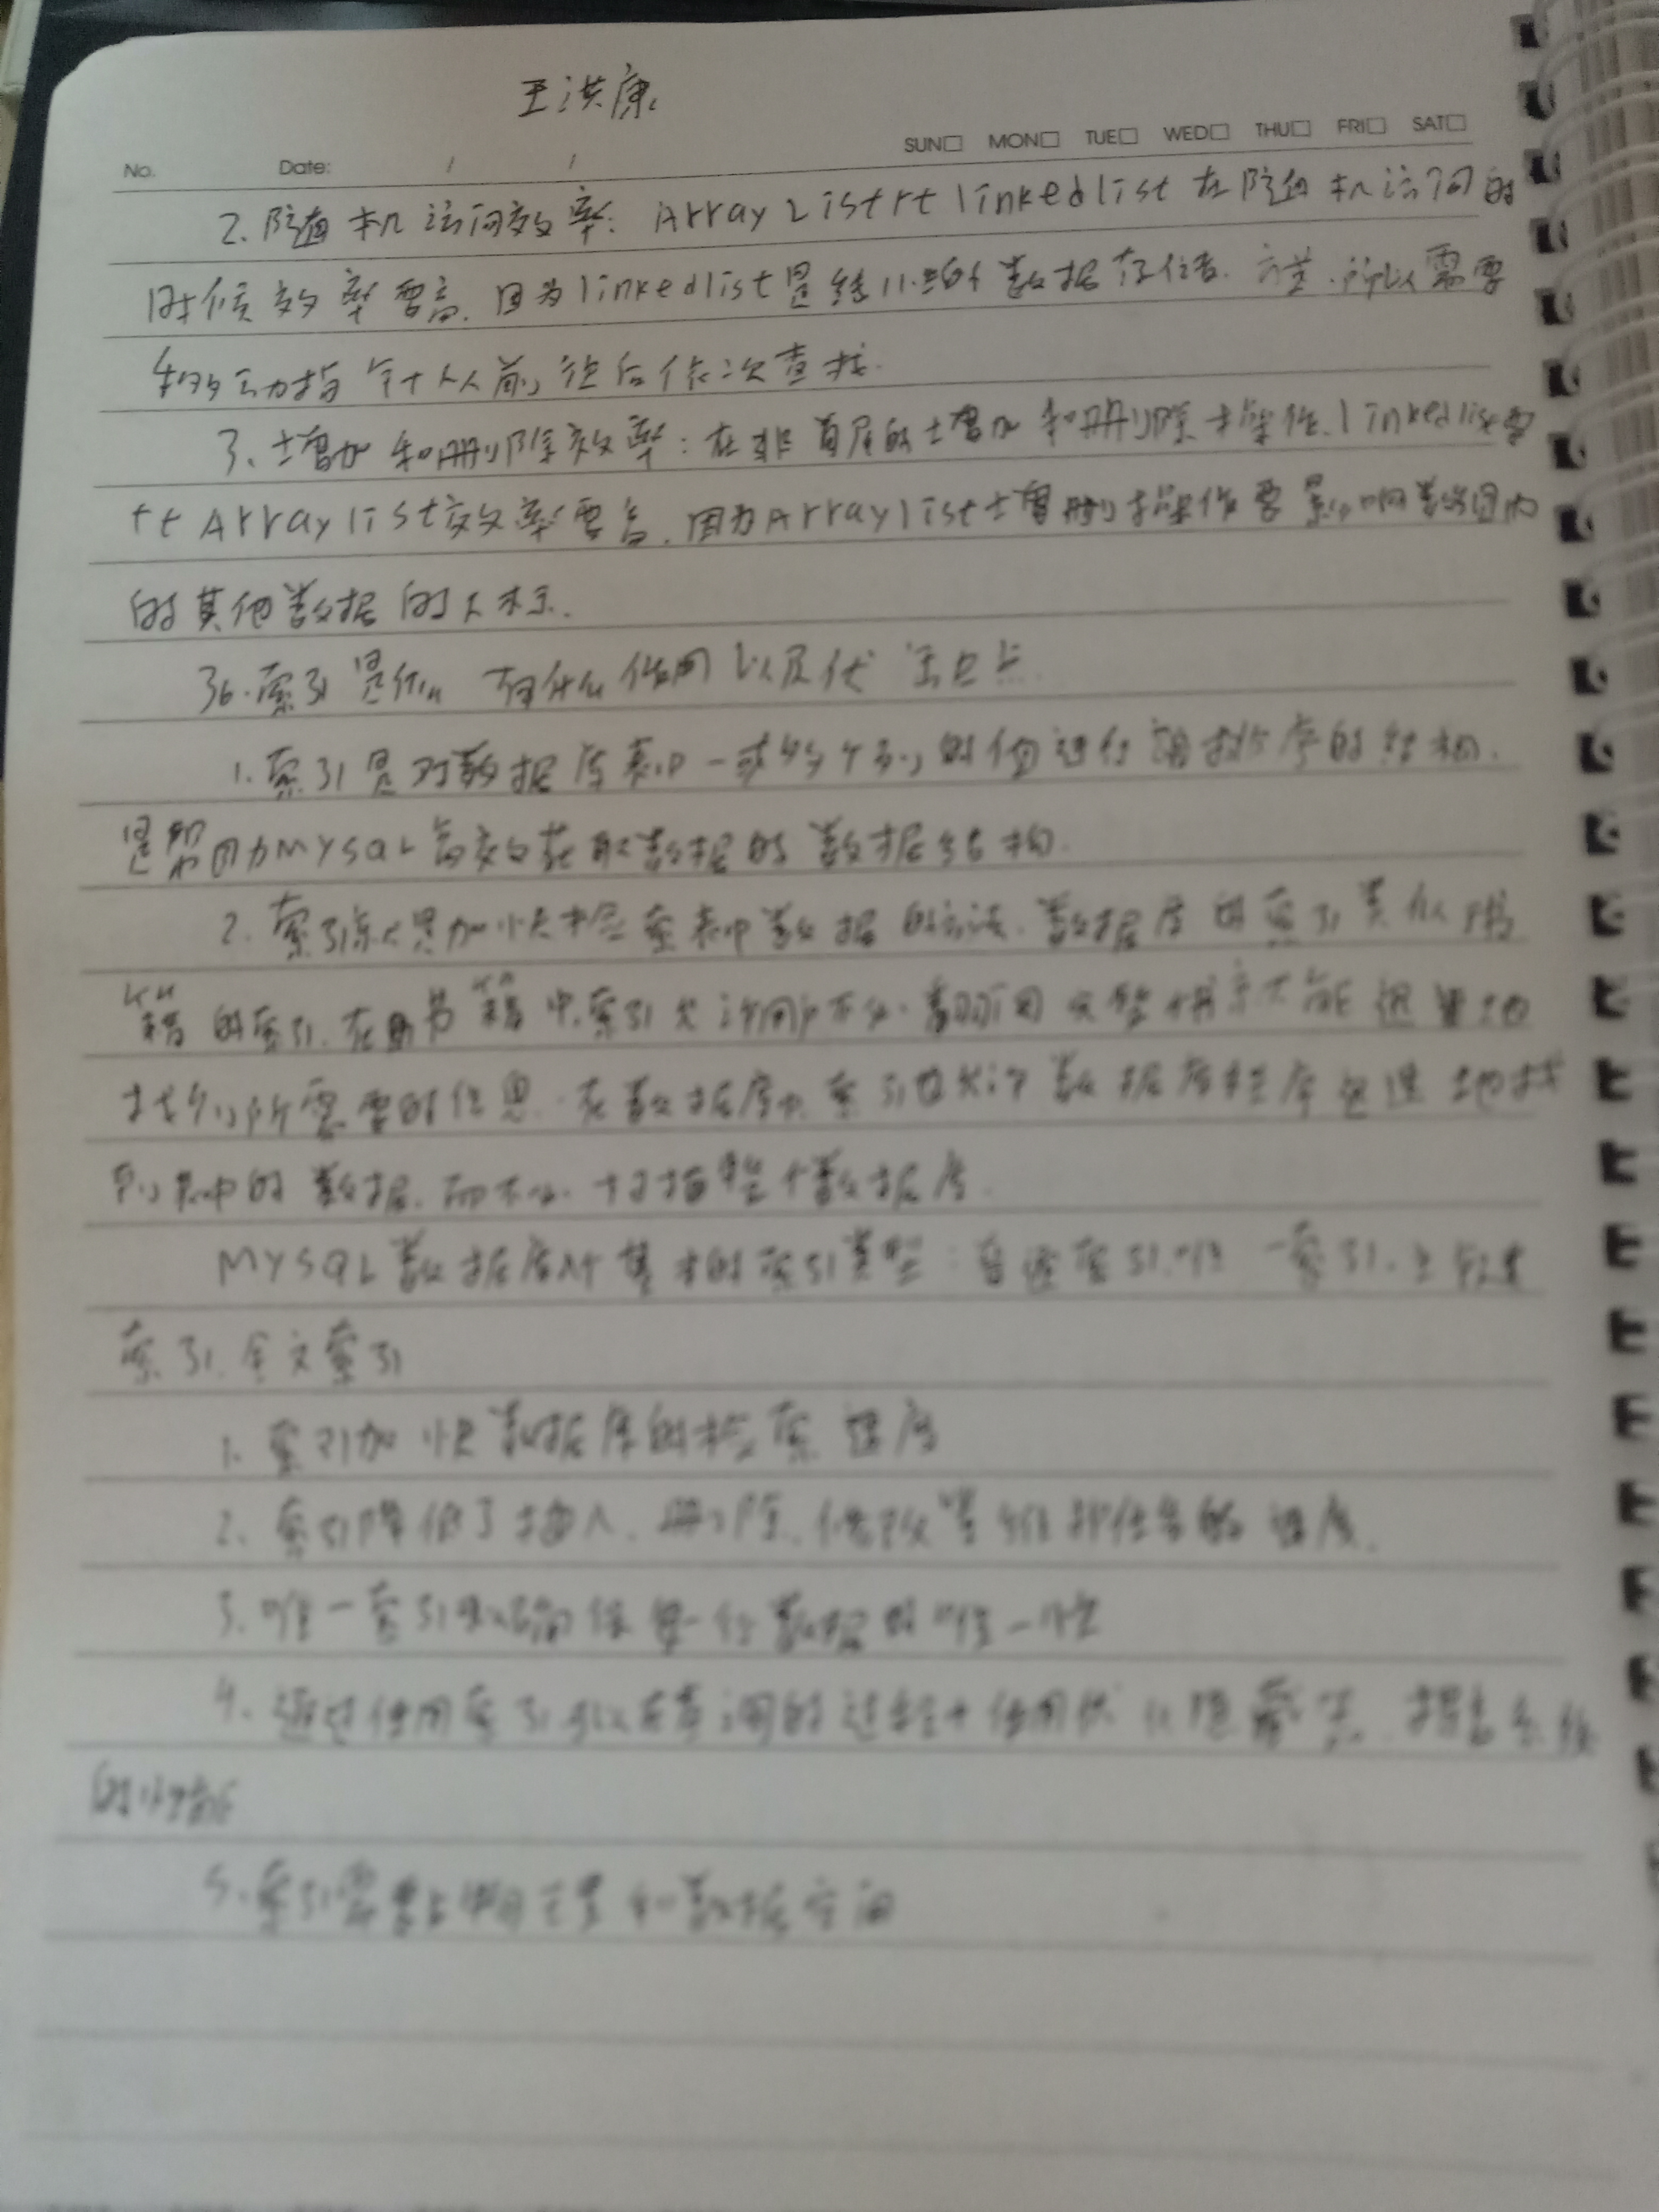 王洪康
SUN MON TUE WED THU FRI SAT
No. Date: / /
2. 随机访问效率: ArrayList比linkedlist在随机访问的
时候效率要高. 因为linkedlist是线性的数据存储方式. 所以需要
移动指针从前往后依次查找.
3. 增加和删除效率: 在非首尾的增加和删除操作. linkedlist要
比ArrayList效率要高. 因为Arraylist增删操作要影响数组内
的其他数据的下标.
36. 索引是什么 有什么作用以及优缺点
1. 索引是对数据库表中一或多个列的值进行排序的结构.
是帮助MYSQL高效获取数据的数据结构.
2. 索引就是加快检索表中数据的方法. 数据库的索引类似书
籍的索引. 在书籍中. 索引允许用户不必翻阅完整个书就能迅速地
找到所需要的信息. 在数据库中. 索引也允许数据库程序迅速地找
到表中的数据. 而不必扫描整个数据库.
MYSQL数据库几个基本的索引类型: 普通索引. 唯一索引. 主键
索引. 全文索引
1. 索引加快数据库的检索速度
2. 索引降低了插入. 删除. 修改等维护任务的速度.
3. 唯一索引可以确保每一行数据的唯一性
4. 通过使用索引可以在查询的过程中使用优化隐藏器. 提高系统
的性能
5. 索引需要占物理和数据空间